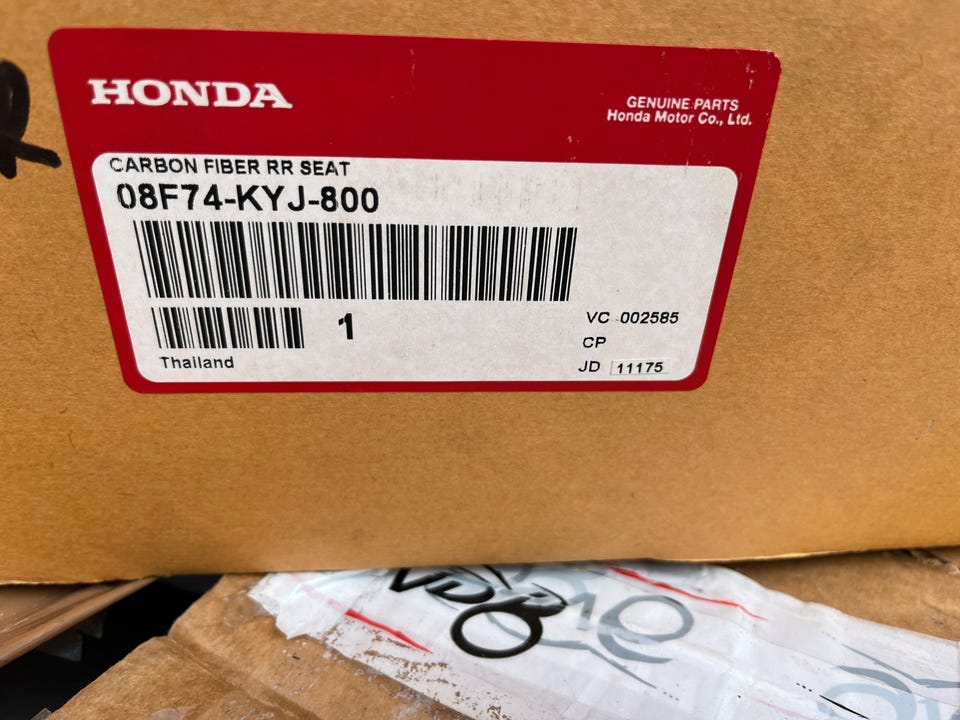 HONDA
GENUINE PARTS
Honda Motor Co., Ltd.
CARBON FIBER RR SEAT
08F74-KYJ-800
1
Thailand
VC 002585
CP
JD 11175